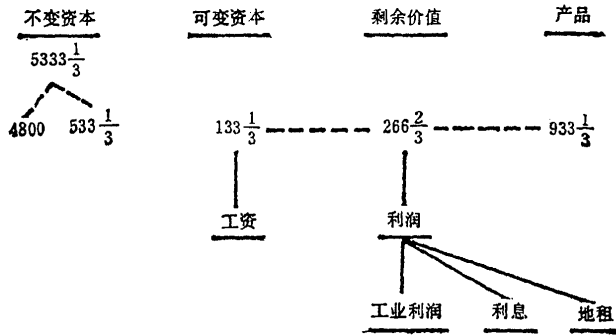 不变资本 可变资本 剩余价值 产品
5333 1/3
4800 533 1/3 133 1/3 266 2/3 933 1/3
工资 利润
工业利润 利息 地租